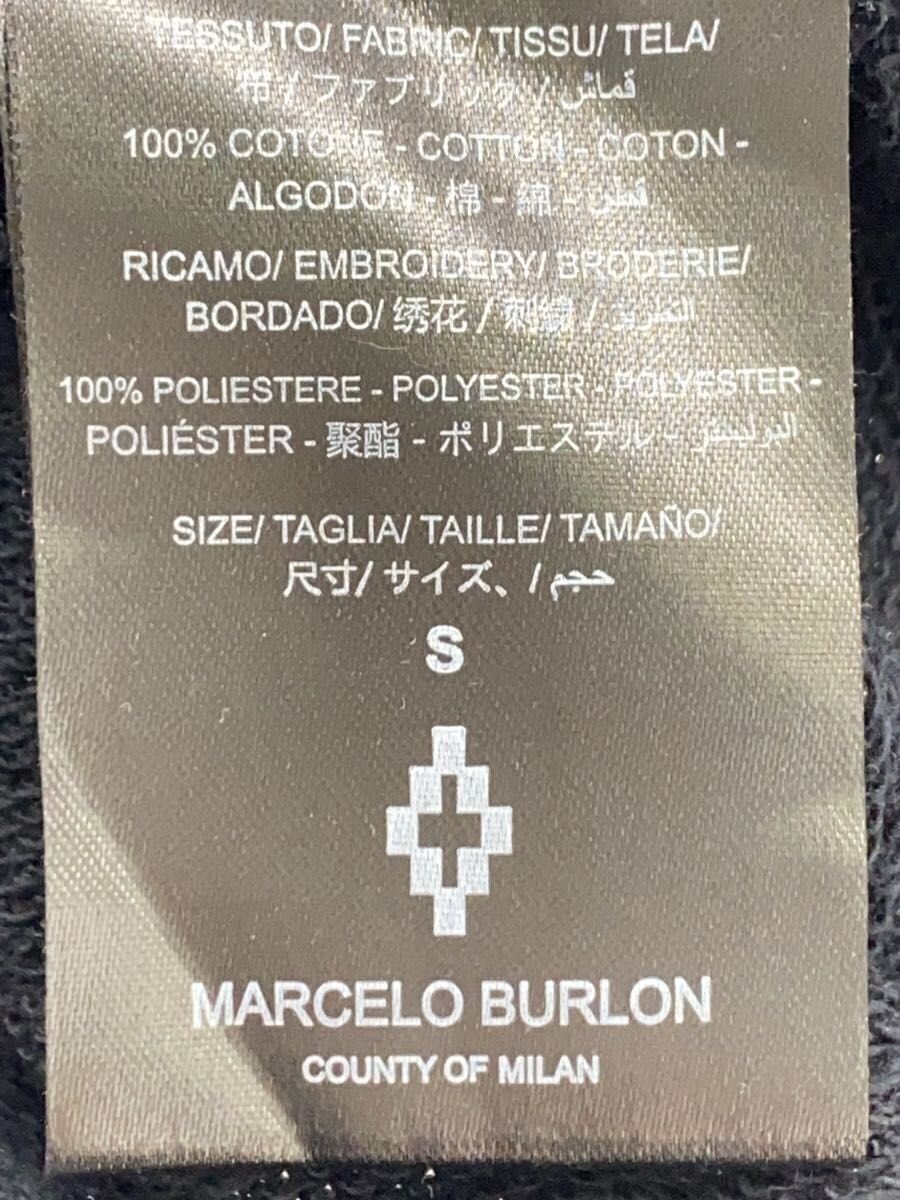 TESSUTO/ FABRIC/ TISSU/ TELA/
布 / ファブリック / قماش
100% COTONE - COTTON - COTON -
ALGODON - 棉 - 綿 - قطن
RICAMO/ EMBROIDERY/ BRODERIE/
BORDADO/ 绣花 / 刺繍 / التطريز
100% POLIESTERE - POLYESTER - POLYESTER -
POLIÉSTER - 聚酯 - ポリエステル - البوليستر
SIZE/ TAGLIA/ TAILLE/ TAMAÑO/
尺寸/ サイズ、/ حجم
S
MARCELO BURLON
COUNTY OF MILAN